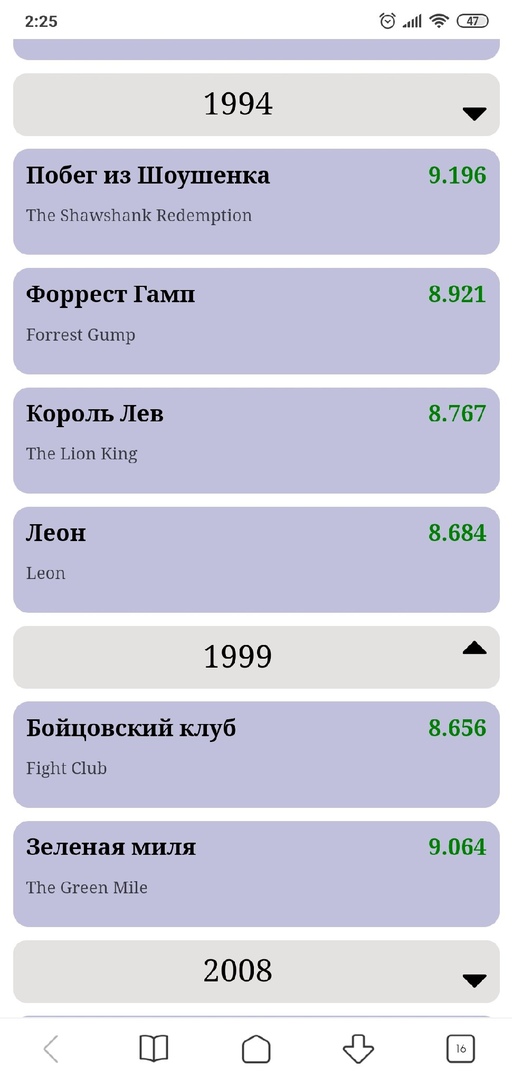 2:25
47
1994
Побег из Шоушенка 9.196
The Shawshank Redemption
Форрест Гамп 8.921
Forrest Gump
Король Лев 8.767
The Lion King
Леон 8.684
Leon
1999
Бойцовский клуб 8.656
Fight Club
Зеленая миля 9.064
The Green Mile
2008
16